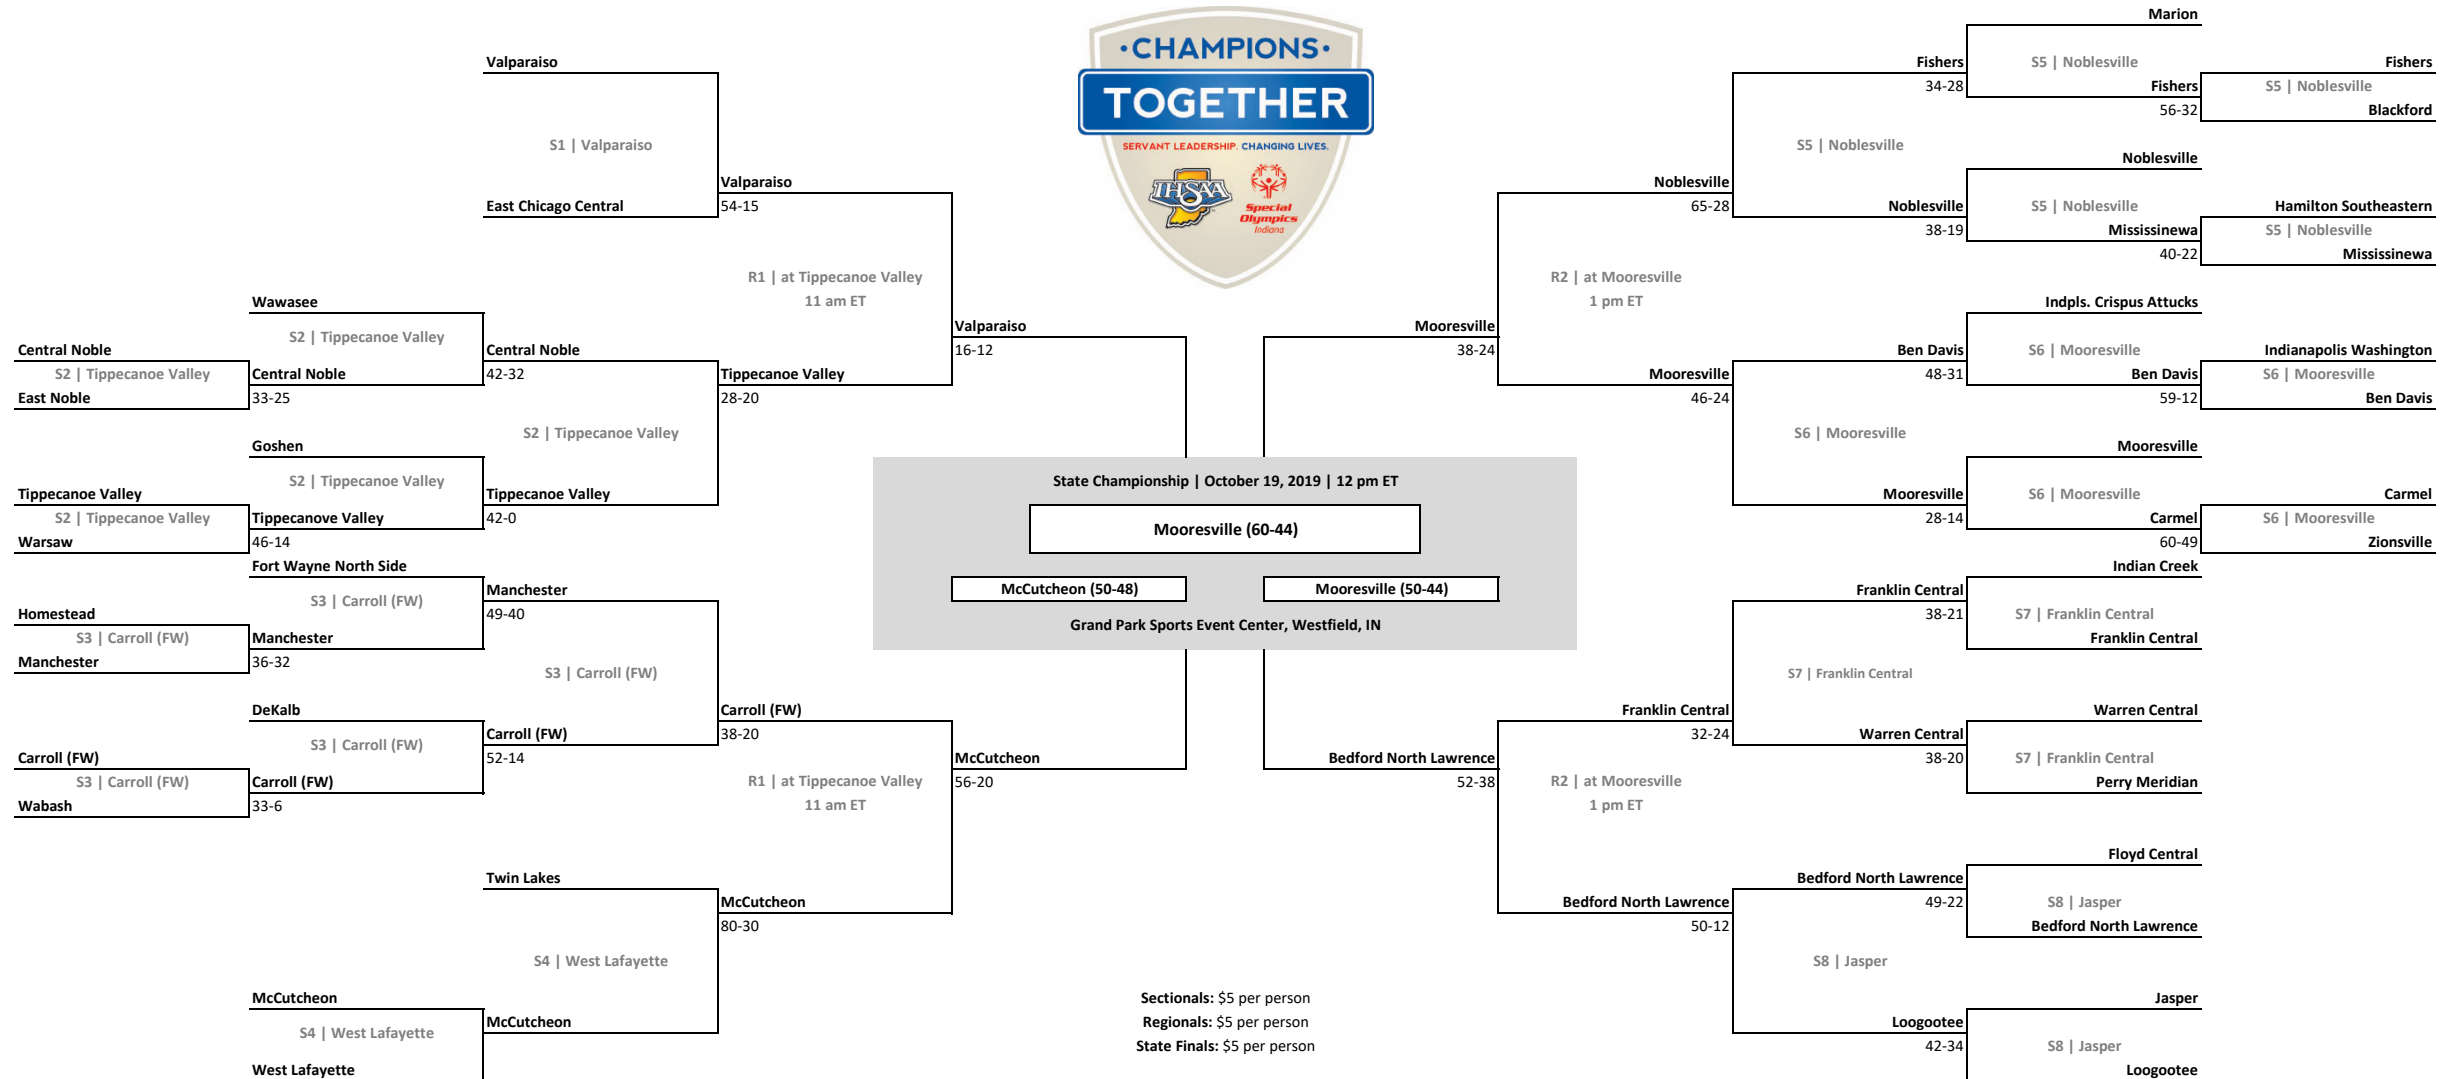 Marion
·CHAMPIONS·
TOGETHER
SERVANT LEADERSHIP. CHANGING LIVES.
IHSAA
Special
Olympics
Indiana
Valparaiso
S1 | Valparaiso
East Chicago Central
Valparaiso
54-15
R1 | at Tippecanoe Valley
11 am ET
Wawasee
S2 | Tippecanoe Valley
Central Noble
S2 | Tippecanoe Valley
East Noble
Central Noble
33-25
Central Noble
42-32
Tippecanoe Valley
28-20
Valparaiso
16-12
Goshen
S2 | Tippecanoe Valley
S2 | Tippecanoe Valley
Tippecanoe Valley
S2 | Tippecanoe Valley
Warsaw
Tippecanove Valley
46-14
Tippecanoe Valley
42-0
Fort Wayne North Side
S3 | Carroll (FW)
Homestead
S3 | Carroll (FW)
Manchester
Manchester
36-32
Manchester
49-40
S3 | Carroll (FW)
DeKalb
S3 | Carroll (FW)
Carroll (FW)
S3 | Carroll (FW)
Wabash
Carroll (FW)
33-6
Carroll (FW)
52-14
Carroll (FW)
38-20
R1 | at Tippecanoe Valley
11 am ET
McCutcheon
56-20
Twin Lakes
McCutcheon
80-30
S4 | West Lafayette
McCutcheon
S4 | West Lafayette
West Lafayette
McCutcheon
State Championship | October 19, 2019 | 12 pm ET
Mooresville (60-44)
McCutcheon (50-48)
Mooresville (50-44)
Grand Park Sports Event Center, Westfield, IN
Sectionals: $5 per person
Regionals: $5 per person
State Finals: $5 per person
Fishers
34-28
S5 | Noblesville
Fishers
56-32
Fishers
S5 | Noblesville
Blackford
S5 | Noblesville
Noblesville
Noblesville
65-28
Noblesville
38-19
S5 | Noblesville
Mississinewa
40-22
Hamilton Southeastern
S5 | Noblesville
Mississinewa
R2 | at Mooresville
1 pm ET
Mooresville
38-24
Indpls. Crispus Attucks
Ben Davis
48-31
S6 | Mooresville
Ben Davis
59-12
Indianapolis Washington
S6 | Mooresville
Ben Davis
Mooresville
46-24
S6 | Mooresville
Mooresville
Mooresville
28-14
S6 | Mooresville
Carmel
60-49
Carmel
S6 | Mooresville
Zionsville
Indian Creek
Franklin Central
38-21
S7 | Franklin Central
Franklin Central
S7 | Franklin Central
Franklin Central
32-24
Warren Central
Warren Central
38-20
S7 | Franklin Central
Perry Meridian
Bedford North Lawrence
52-38
R2 | at Mooresville
1 pm ET
Floyd Central
Bedford North Lawrence
49-22
S8 | Jasper
Bedford North Lawrence
Bedford North Lawrence
50-12
S8 | Jasper
Jasper
Loogootee
42-34
S8 | Jasper
Loogootee